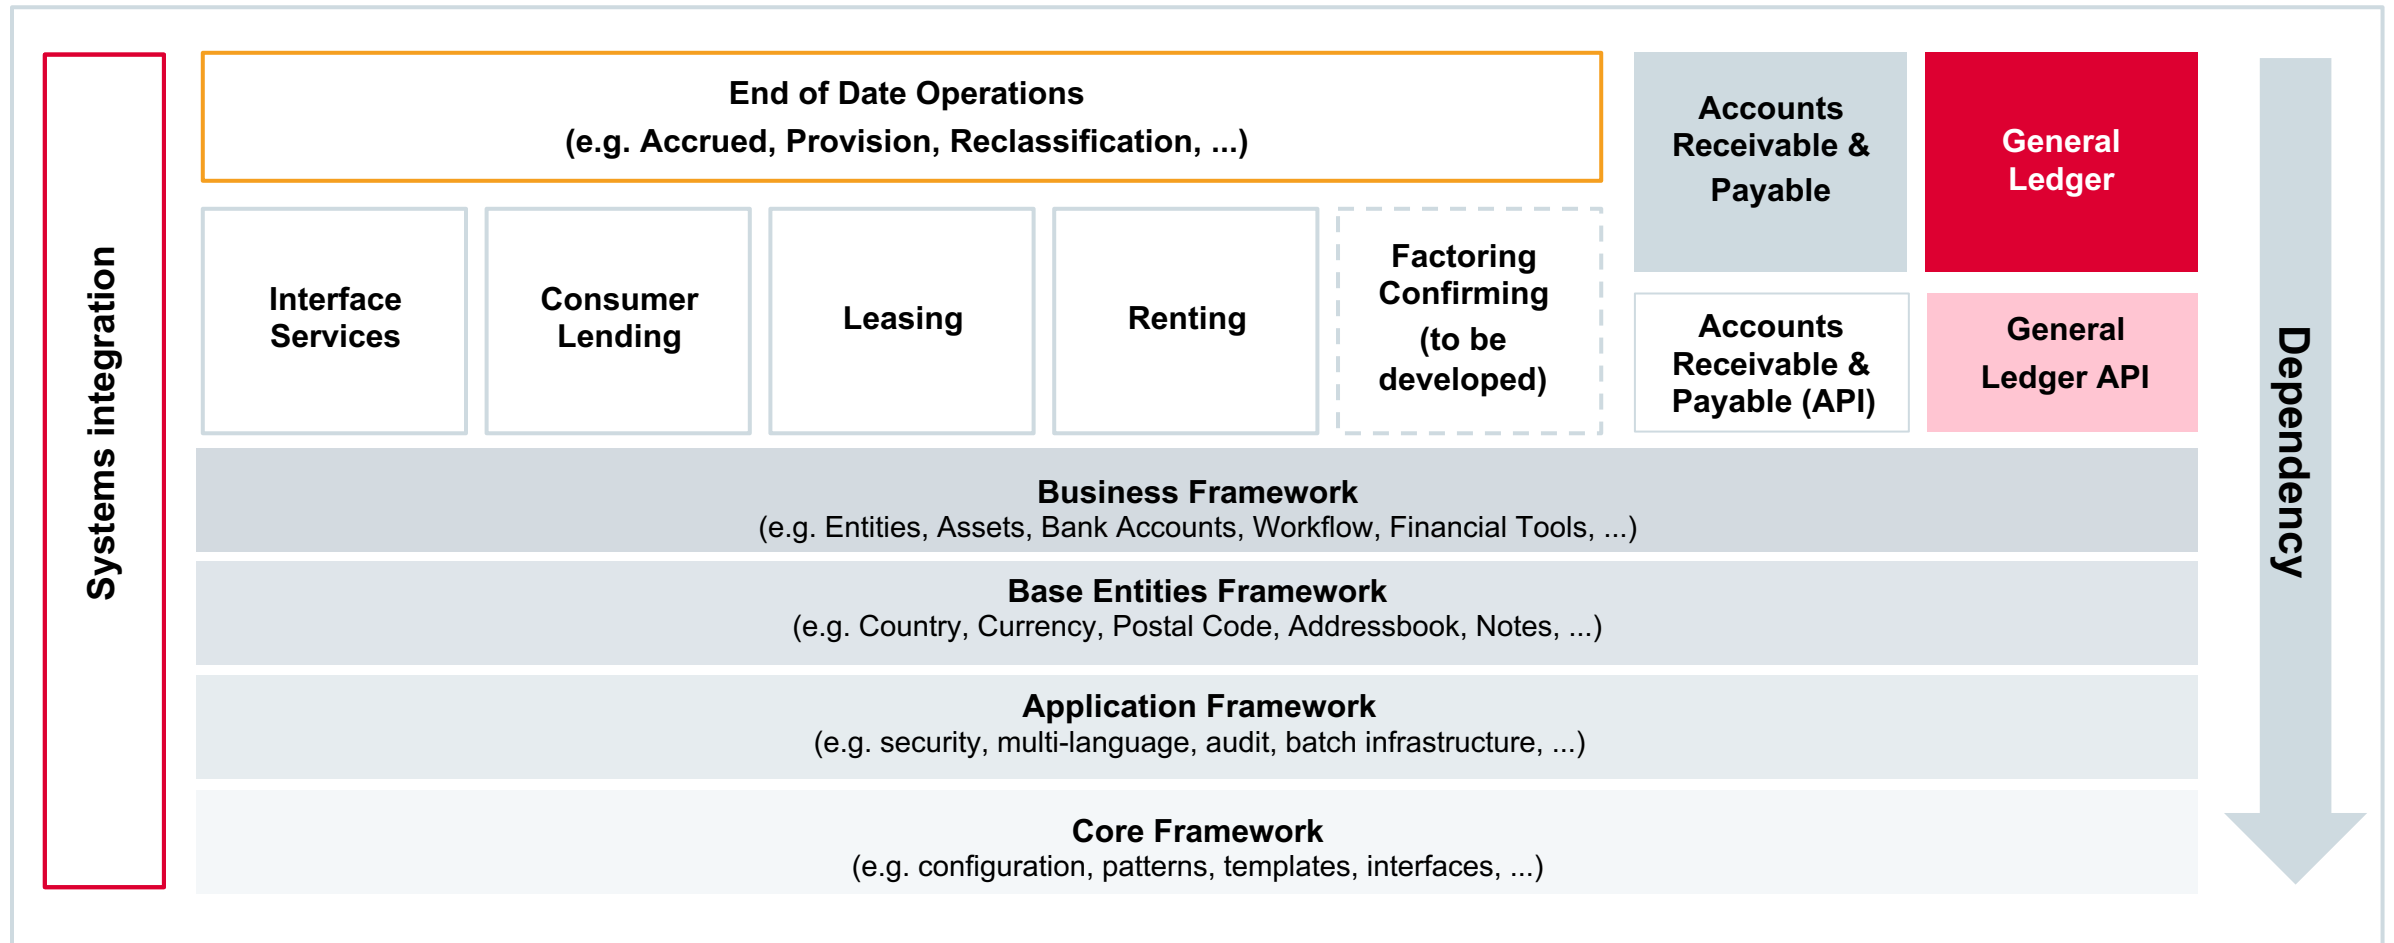 Systems integration
End of Date Operations
(e.g. Accrued, Provision, Reclassification, ...)
Accounts
Receivable &
Payable
General
Ledger
Interface
Services
Consumer
Lending
Leasing
Renting
Factoring
Confirming
(to be
developed)
Accounts
Receivable &
Payable (API)
General
Ledger API
Business Framework
(e.g. Entities, Assets, Bank Accounts, Workflow, Financial Tools, ...)
Base Entities Framework
(e.g. Country, Currency, Postal Code, Addressbook, Notes, ...)
Application Framework
(e.g. security, multi-language, audit, batch infrastructure, ...)
Core Framework
(e.g. configuration, patterns, templates, interfaces, ...)
Dependency